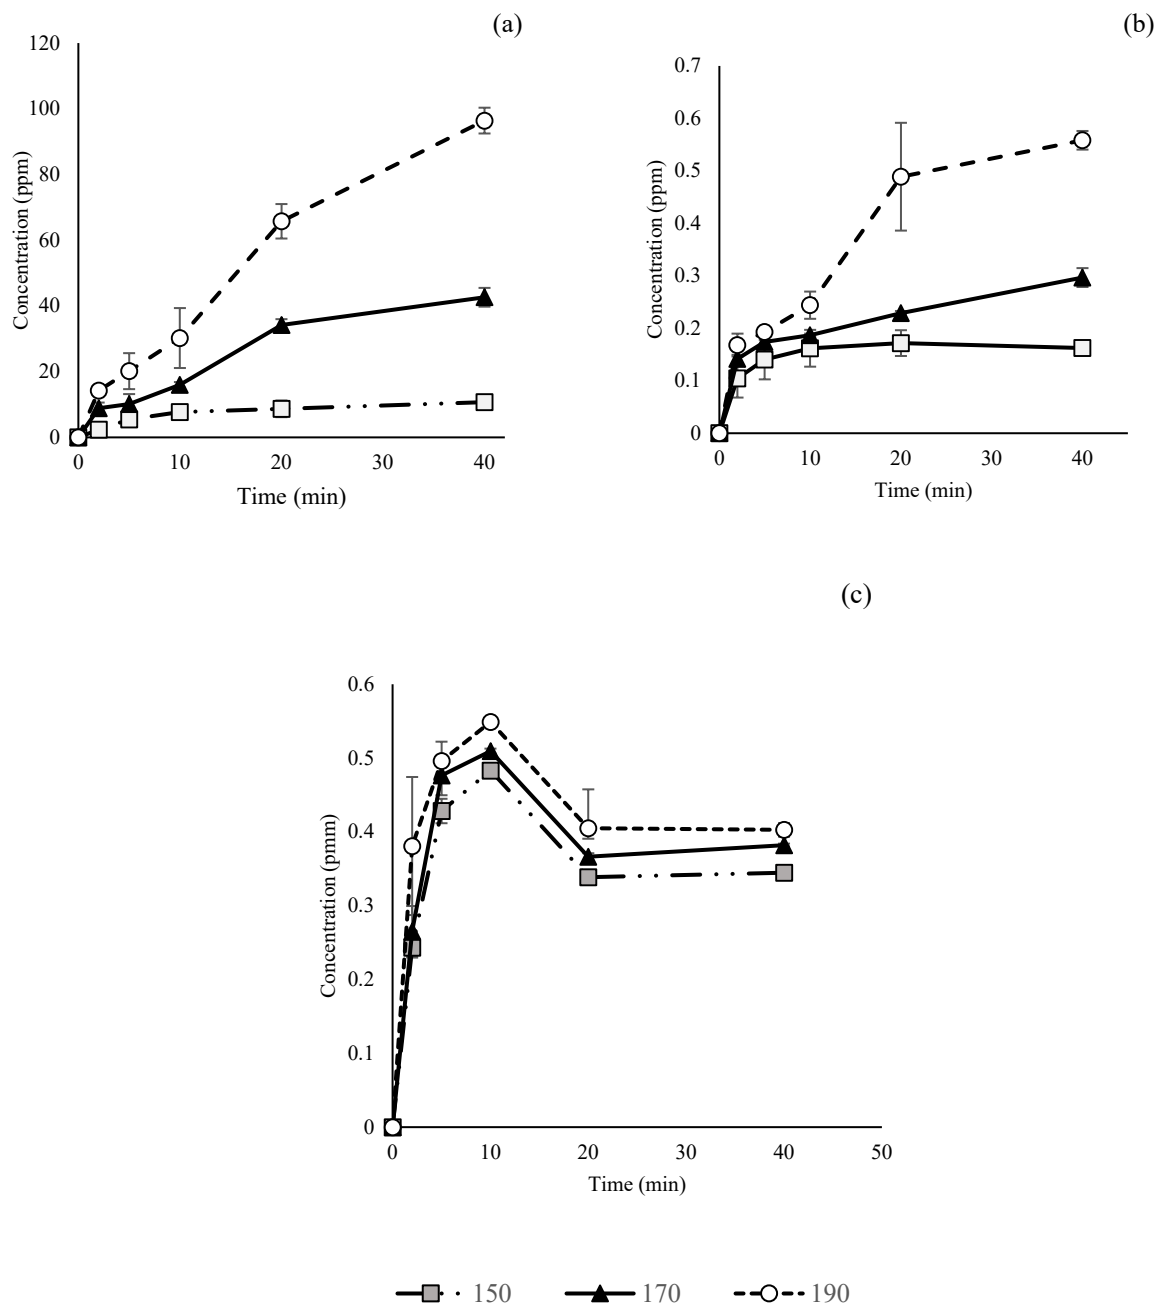 (a)
120
100
80
60
40
20
0
0 10 20 30 40
Concentration (ppm)
Time (min)
(b)
0.7
0.6
0.5
0.4
0.3
0.2
0.1
0
0 10 20 30 40
Concentration (ppm)
Time (min)
(c)
0.6
0.5
0.4
0.3
0.2
0.1
0
0 10 20 30 40 50
Concentration (pmm)
Time (min)
150 170 190